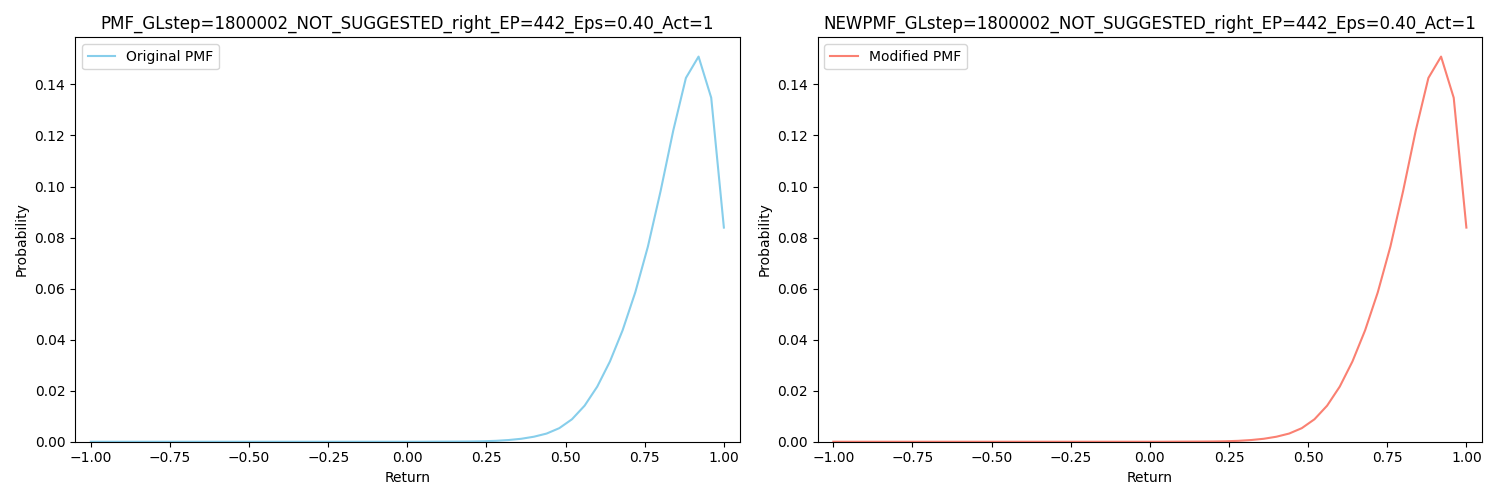 PMF_GLstep=1800002_NOT_SUGGESTED_right_EP=442_Eps=0.40_Act=1
Original PMF
0.14
0.12
0.10
0.08
0.06
0.04
0.02
0.00
Probability
−1.00 −0.75 −0.50 −0.25 0.00 0.25 0.50 0.75 1.00
Return
NEWPMF_GLstep=1800002_NOT_SUGGESTED_right_EP=442_Eps=0.40_Act=1
Modified PMF
0.14
0.12
0.10
0.08
0.06
0.04
0.02
0.00
Probability
−1.00 −0.75 −0.50 −0.25 0.00 0.25 0.50 0.75 1.00
Return